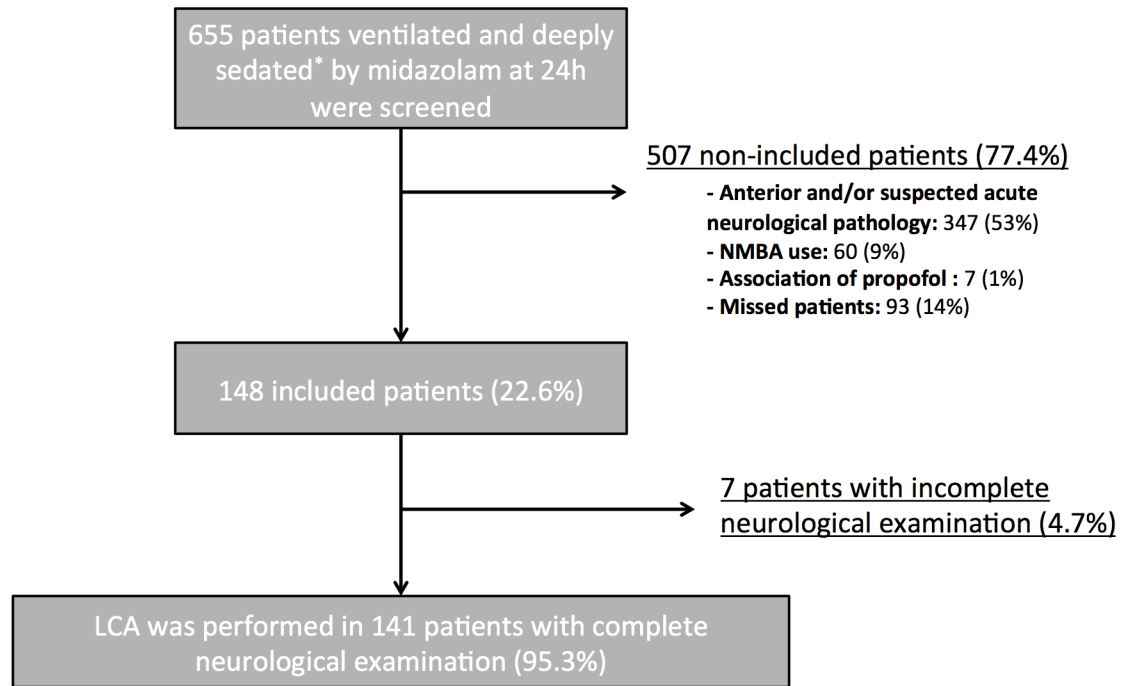 655 patients ventilated and deeply
sedated* by midazolam at 24h
were screened
507 non-included patients (77.4%)
- Anterior and/or suspected acute
neurological pathology: 347 (53%)
- NMBA use: 60 (9%)
- Association of propofol : 7 (1%)
- Missed patients: 93 (14%)
148 included patients (22.6%)
7 patients with incomplete
neurological examination (4.7%)
LCA was performed in 141 patients with complete
neurological examination (95.3%)